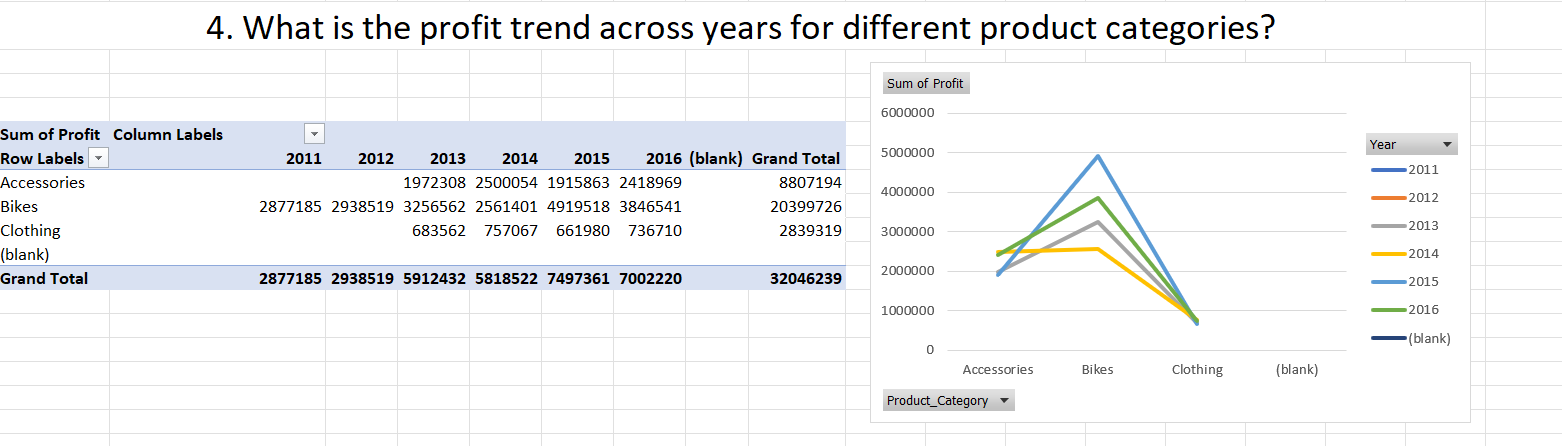 4. What is the profit trend across years for different product categories?
Sum of Profit Column Labels
Row Labels 2011 2012 2013 2014 2015 2016 (blank) Grand Total
Accessories 1972308 2500054 1915863 2418969 8807194
Bikes 2877185 2938519 3256562 2561401 4919518 3846541 20399726
Clothing 683562 757067 661980 736710 2839319
(blank)
Grand Total 2877185 2938519 5912432 5818522 7497361 7002220 32046239
Sum of Profit
6000000
5000000
4000000
3000000
2000000
1000000
0
Accessories Bikes Clothing (blank)
Product_Category
Year
2011
2012
2013
2014
2015
2016
(blank)